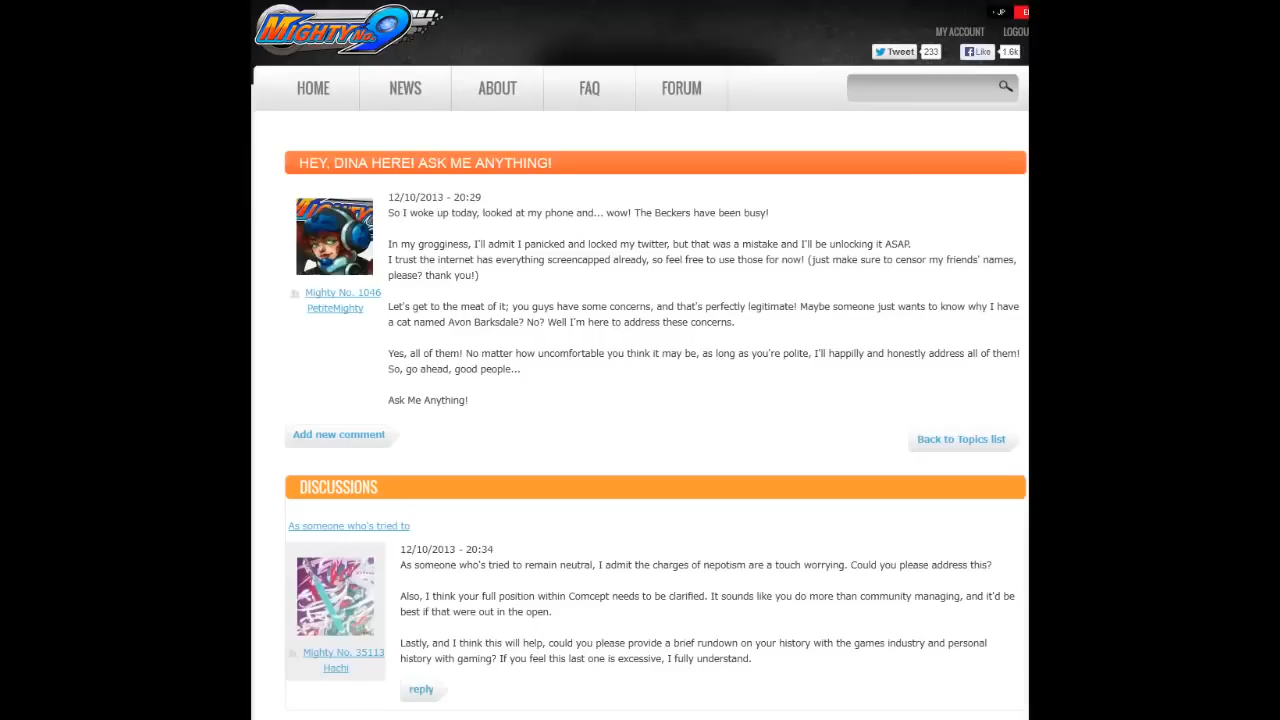 MIGHTY No. 9
JP
MY ACCOUNT LOGOU
Tweet 233 Like 1.6k
HOME NEWS ABOUT FAQ FORUM
HEY, DINA HERE! ASK ME ANYTHING!
12/10/2013 - 20:29
So I woke up today, looked at my phone and... wow! The Beckers have been busy!
In my grogginess, I'll admit I panicked and locked my twitter, but that was a mistake and I'll be unlocking it ASAP.
I trust the internet has everything screencapped already, so feel free to use those for now! (just make sure to censor my friends' names,
please? thank you!)
Mighty No. 1046
PetiteMighty
Let's get to the meat of it; you guys have some concerns, and that's perfectly legitimate! Maybe someone just wants to know why I have
a cat named Avon Barksdale? No? Well I'm here to address these concerns.
Yes, all of them! No matter how uncomfortable you think it may be, as long as you're polite, I'll happilly and honestly address all of them!
So, go ahead, good people...
Ask Me Anything!
Add new comment
Back to Topics list
DISCUSSIONS
As someone who's tried to
12/10/2013 - 20:34
As someone who's tried to remain neutral, I admit the charges of nepotism are a touch worrying. Could you please address this?
Also, I think your full position within Comcept needs to be clarified. It sounds like you do more than community managing, and it'd be
best if that were out in the open.
Lastly, and I think this will help, could you please provide a brief rundown on your history with the games industry and personal
history with gaming? If you feel this last one is excessive, I fully understand.
Mighty No. 35113
Hachi
reply